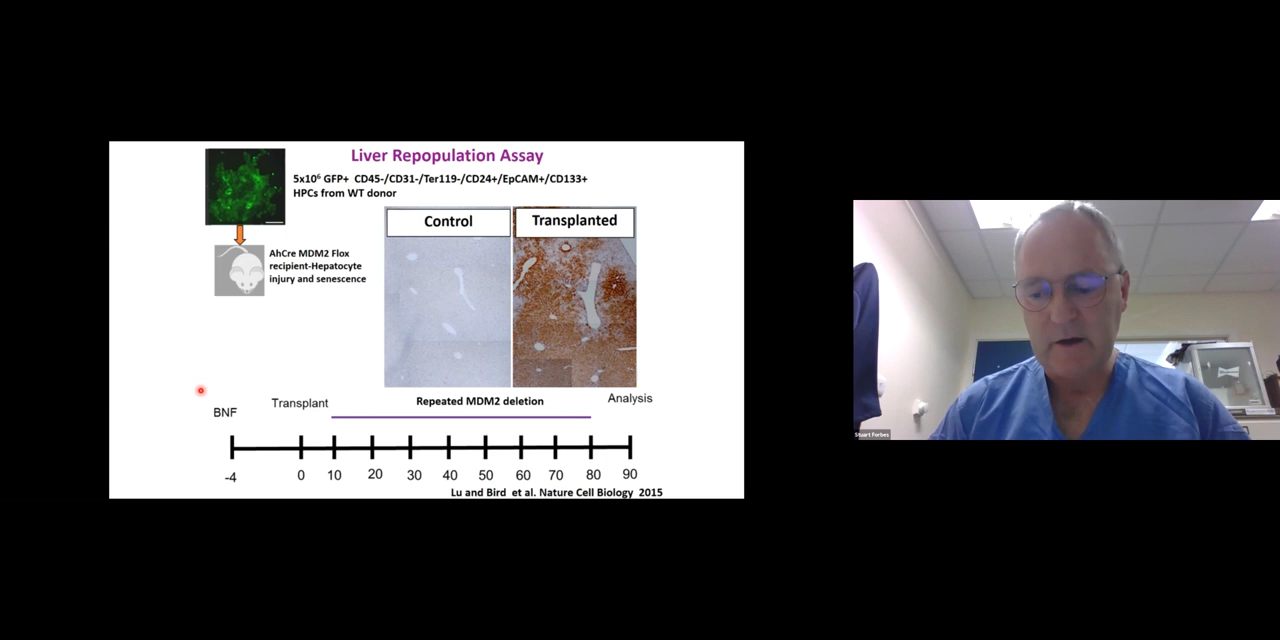 Liver Repopulation Assay
5x10⁶ GFP+ CD45-/CD31-/Ter119-/CD24+/EpCAM+/CD133+
HPCs from WT donor
Control
Transplanted
AhCre MDM2 Flox
recipient-Hepatocyte
injury and senescence
BNF
Transplant
Repeated MDM2 deletion
Analysis
-4 0 10 20 30 40 50 60 70 80 90
Lu and Bird et al. Nature Cell Biology 2015
Stuart Forbes